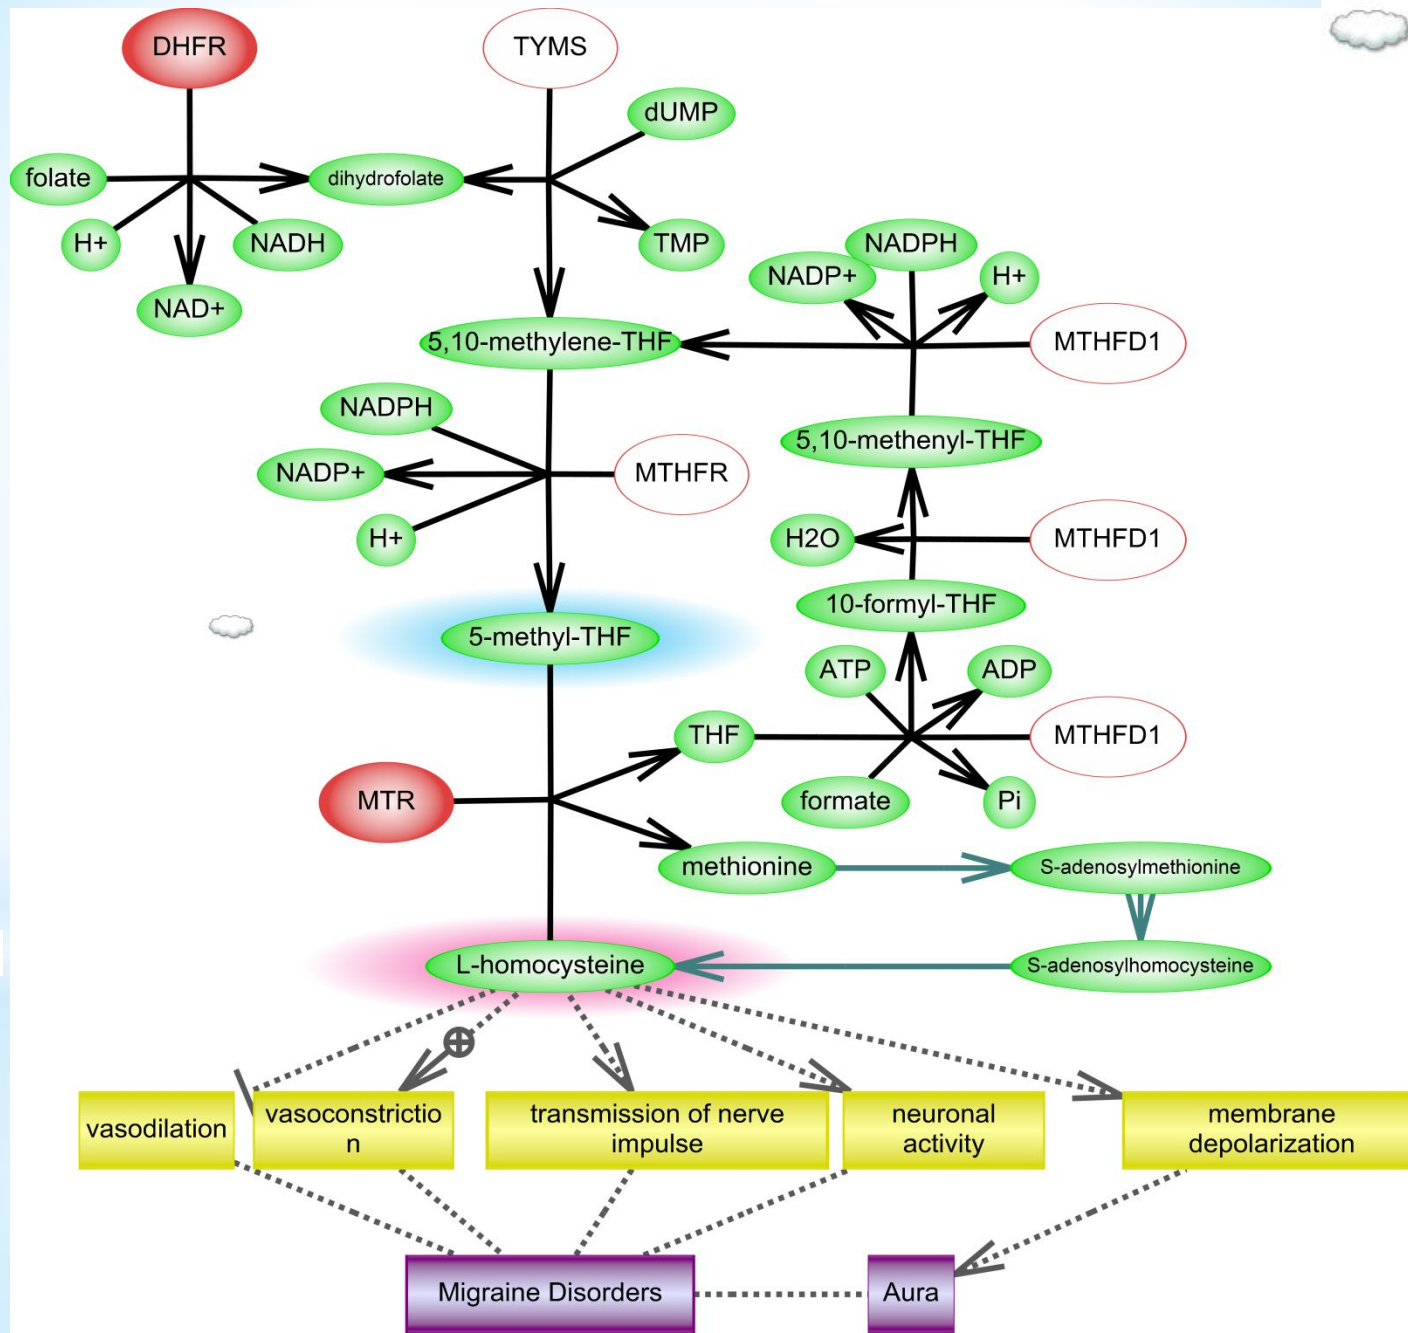 DHFR
TYMS
dUMP
folate
dihydrofolate
H+
NADH
TMP
NADPH
NADP+
H+
NAD+
5,10-methylene-THF
MTHFD1
NADPH
5,10-methenyl-THF
NADP+
MTHFR
H+
H2O
MTHFD1
10-formyl-THF
5-methyl-THF
ATP
ADP
THF
MTHFD1
MTR
formate
Pi
methionine
S-adenosylmethionine
L-homocysteine
S-adenosylhomocysteine
vasodilation
vasoconstrictio
n
transmission of nerve
impulse
neuronal
activity
membrane
depolarization
Migraine Disorders
Aura